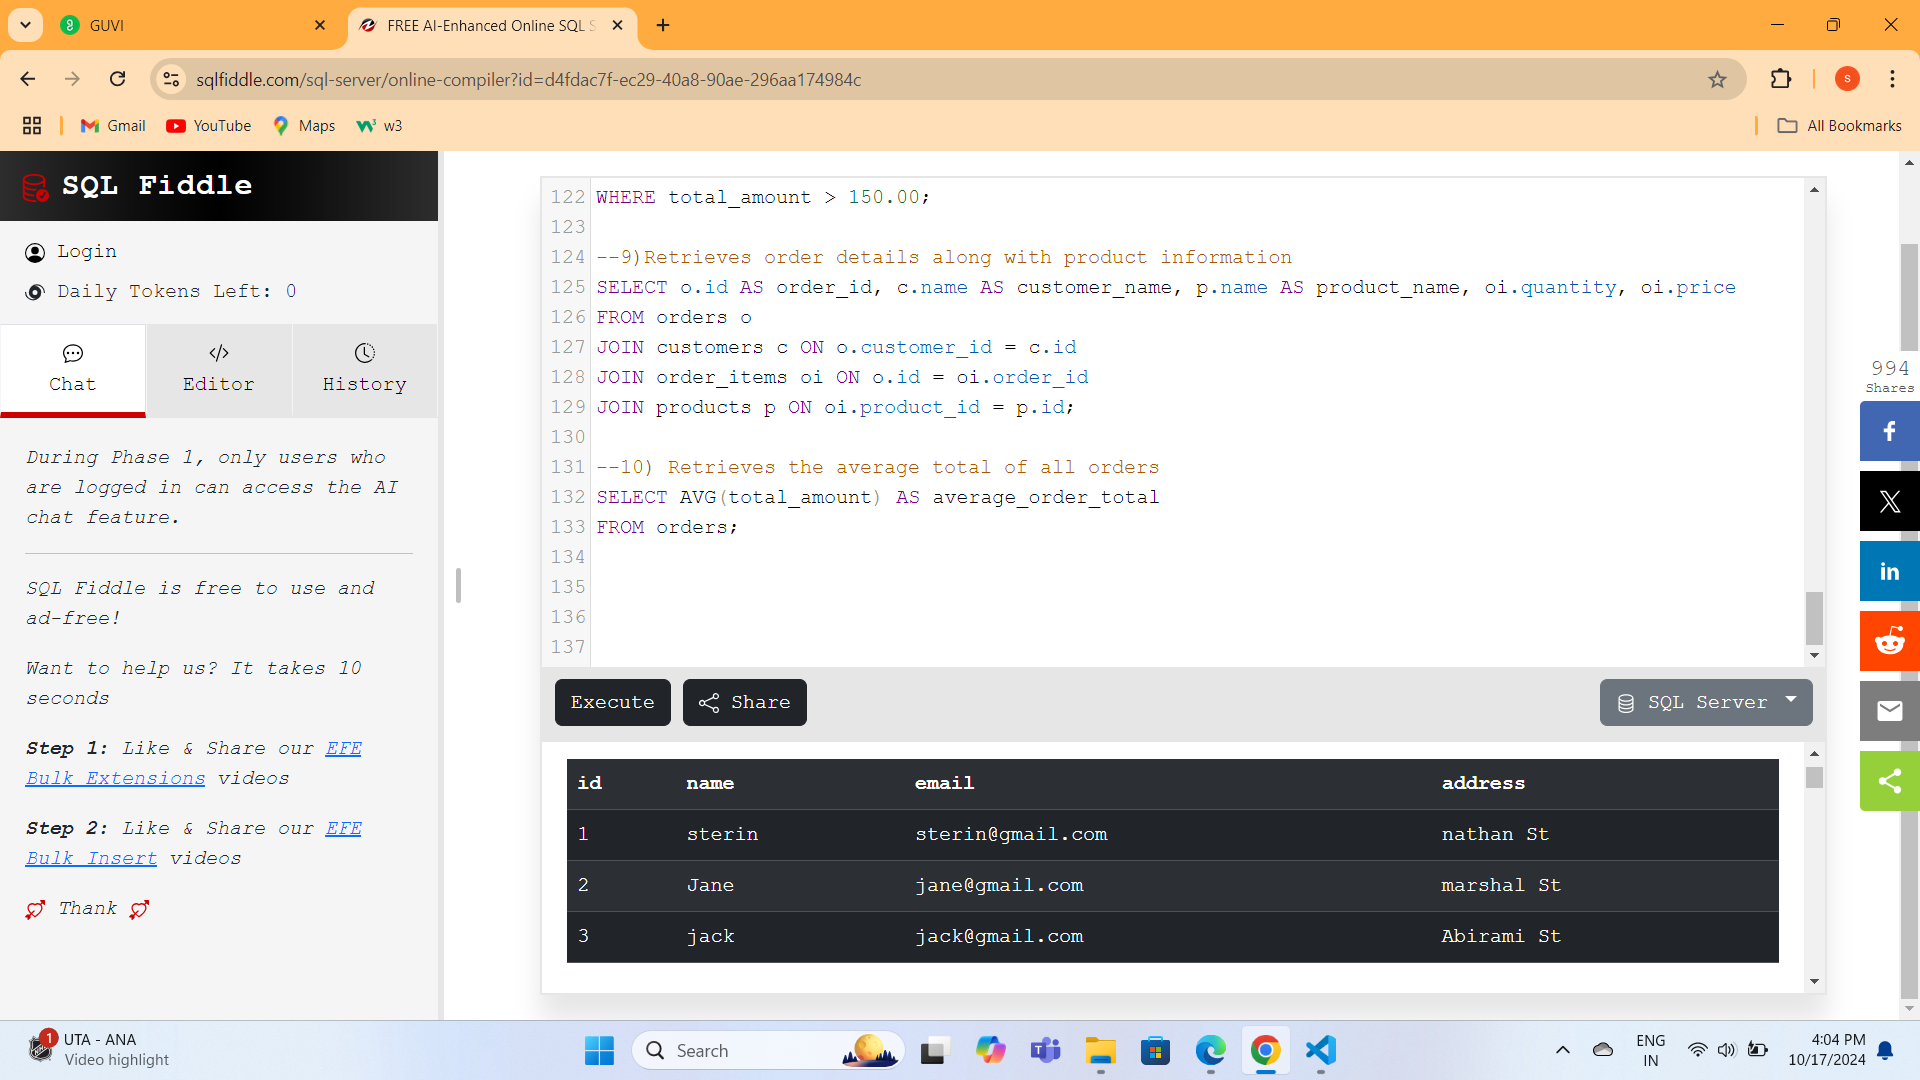 GUVI
FREE AI-Enhanced Online SQL S
sqlfiddle.com/sql-server/online-compiler?id=d4fdac7f-ec29-40a8-90ae-296aa174984c
S
Gmail
YouTube
Maps
w3
All Bookmarks
SQL Fiddle
Login
Daily Tokens Left: 0
Chat
Editor
History
During Phase 1, only users who
are logged in can access the AI
chat feature.
SQL Fiddle is free to use and
ad-free!
Want to help us? It takes 10
seconds
Step 1: Like & Share our EFE
Bulk Extensions videos
Step 2: Like & Share our EFE
Bulk Insert videos
Thank
122 WHERE total_amount > 150.00;
123
124 --9)Retrieves order details along with product information
125 SELECT o.id AS order_id, c.name AS customer_name, p.name AS product_name, oi.quantity, oi.price
126 FROM orders o
127 JOIN customers c ON o.customer_id = c.id
128 JOIN order_items oi ON o.id = oi.order_id
129 JOIN products p ON oi.product_id = p.id;
130
131 --10) Retrieves the average total of all orders
132 SELECT AVG(total_amount) AS average_order_total
133 FROM orders;
134
135
136
137
Execute
Share
SQL Server
id name email address
1 sterin sterin@gmail.com nathan St
2 Jane jane@gmail.com marshal St
3 jack jack@gmail.com Abirami St
994
Shares
1
UTA - ANA
Video highlight
Search
ENG
IN
4:04 PM
10/17/2024